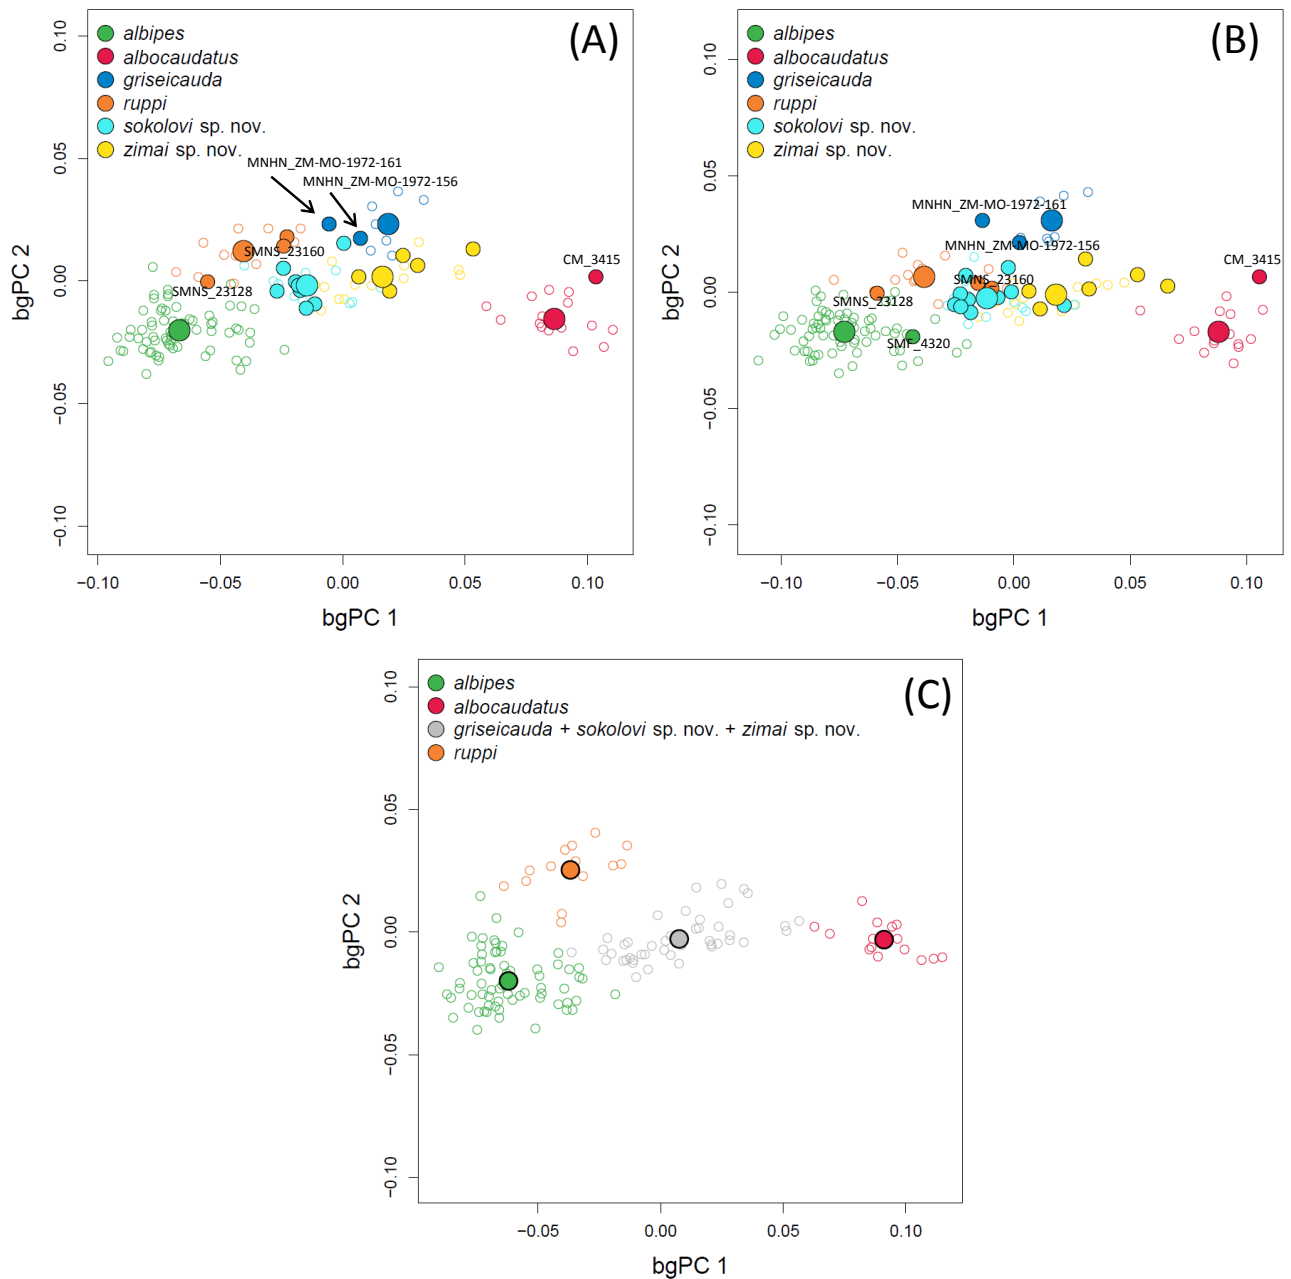 (A)
albipes
albocaudatus
griseicauda
ruppi
sokolovi sp. nov.
zimai sp. nov.
MNHN_ZM-MO-1972-161
MNHN_ZM-MO-1972-156
SMNS_23160
SMNS_23128
CM_3415
bgPC 2
0.10
0.05
0.00
−0.05
−0.10
−0.10
−0.05
0.00
0.05
0.10
bgPC 1
(B)
albipes
albocaudatus
griseicauda
ruppi
sokolovi sp. nov.
zimai sp. nov.
MNHN_ZM-MO-1972-161
MNHN_ZM-MO-1972-156
SMNS_23160
SMNS_23128
SMF_4320
CM_3415
bgPC 2
0.10
0.05
0.00
−0.05
−0.10
−0.10
−0.05
0.00
0.05
0.10
bgPC 1
(C)
albipes
albocaudatus
griseicauda + sokolovi sp. nov. + zimai sp. nov.
ruppi
bgPC 2
0.10
0.05
0.00
−0.05
−0.10
−0.05
0.00
0.05
0.10
bgPC 1